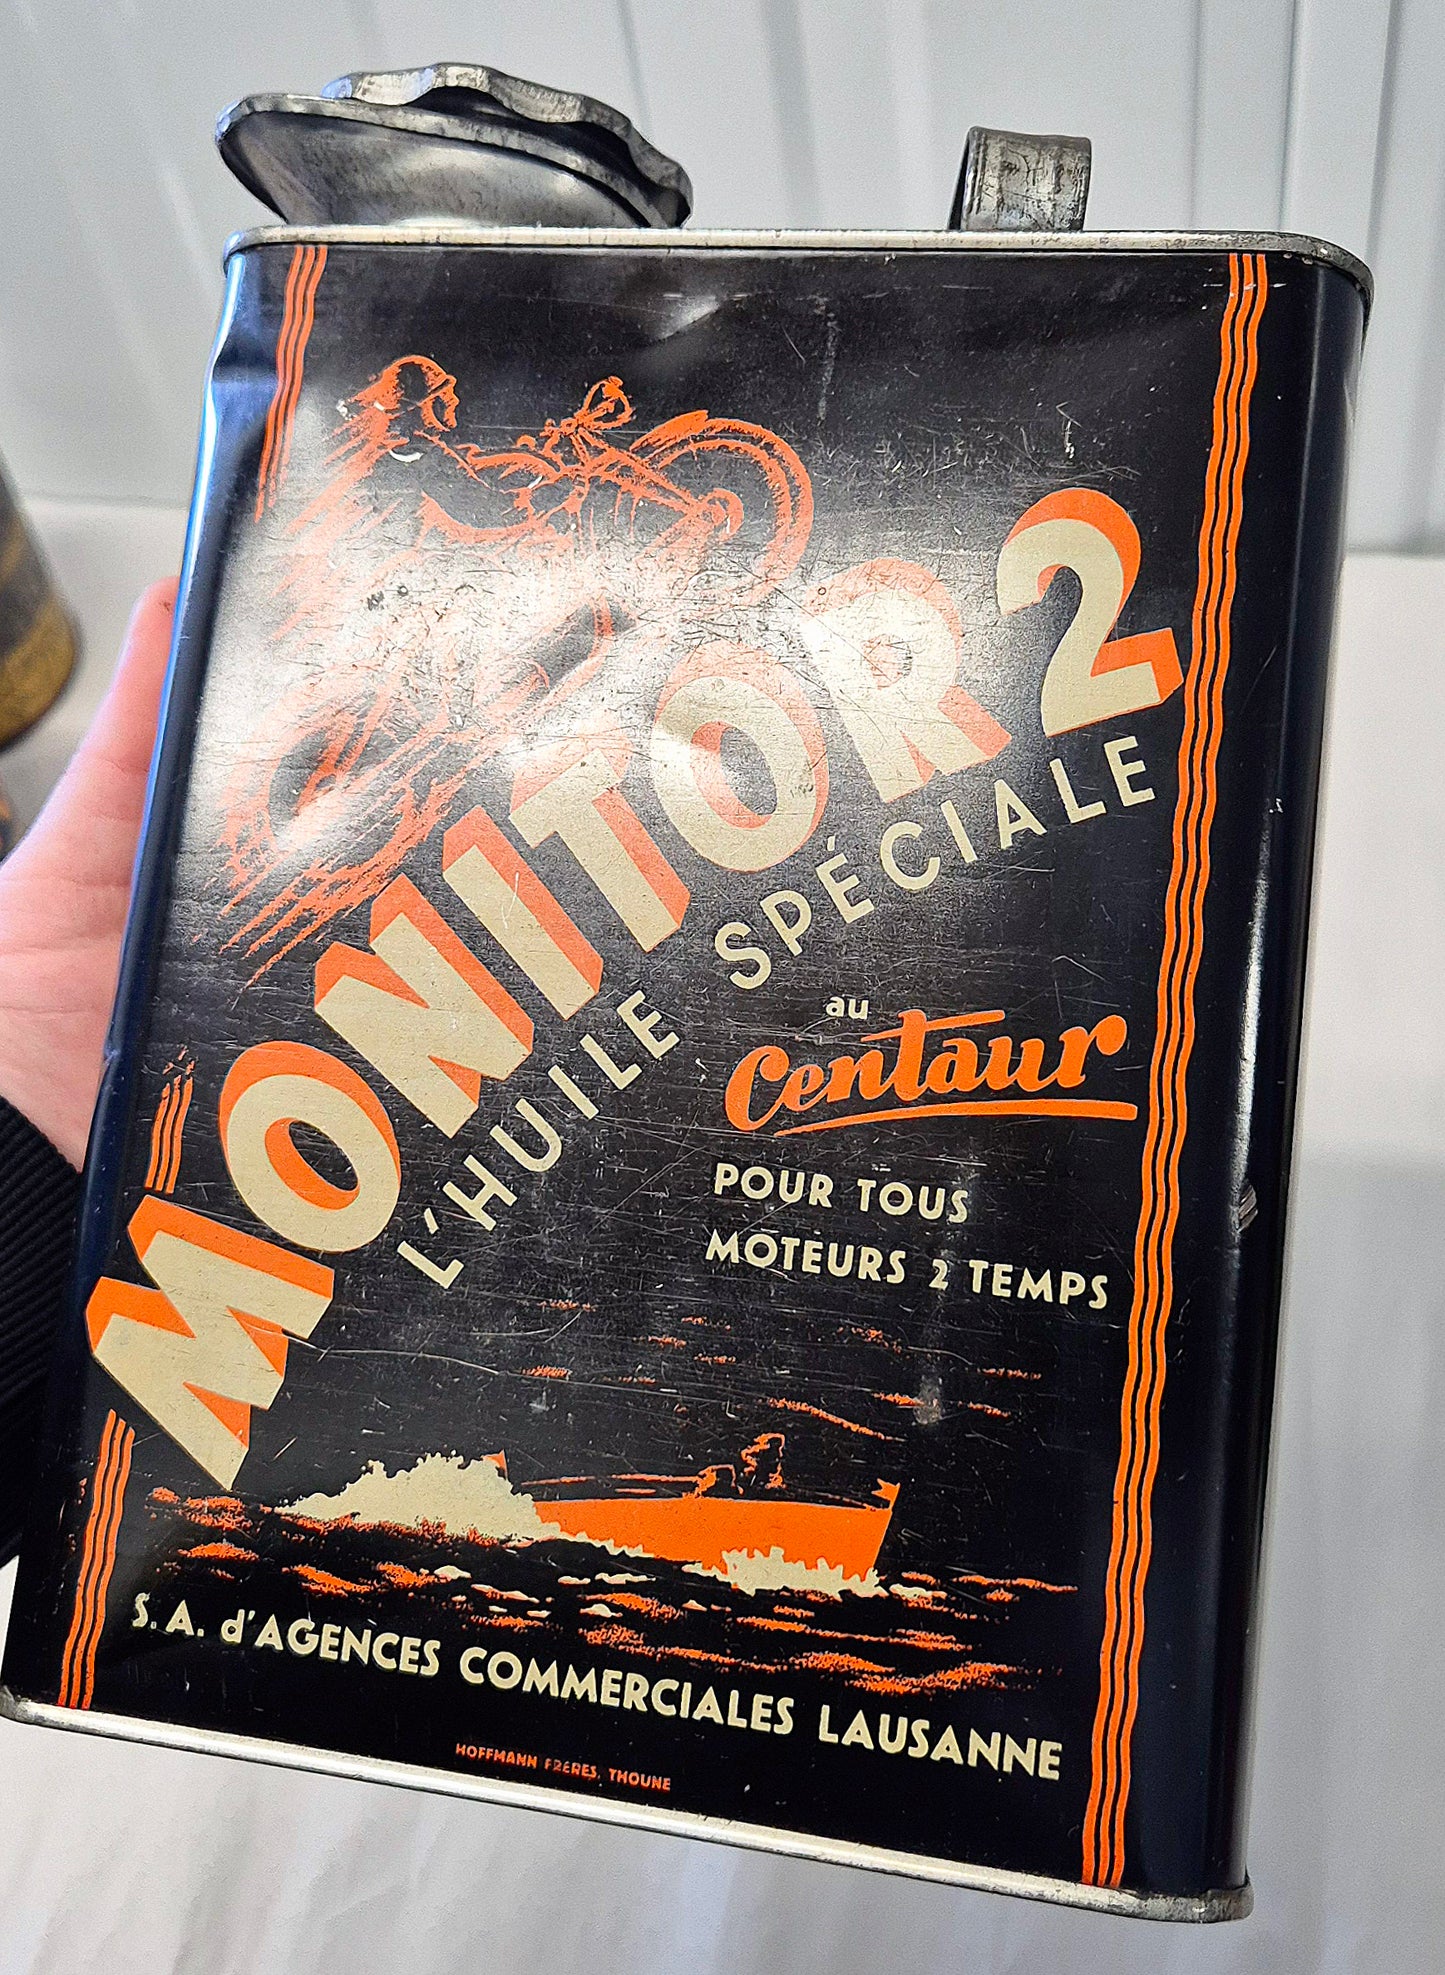 MONITOR 2
L'HUILE SPÉCIALE
au
Centaur
POUR TOUS
MOTEURS 2 TEMPS
S.A. d'AGENCES COMMERCIALES LAUSANNE
HOFFMANN FRERES, THOUNE